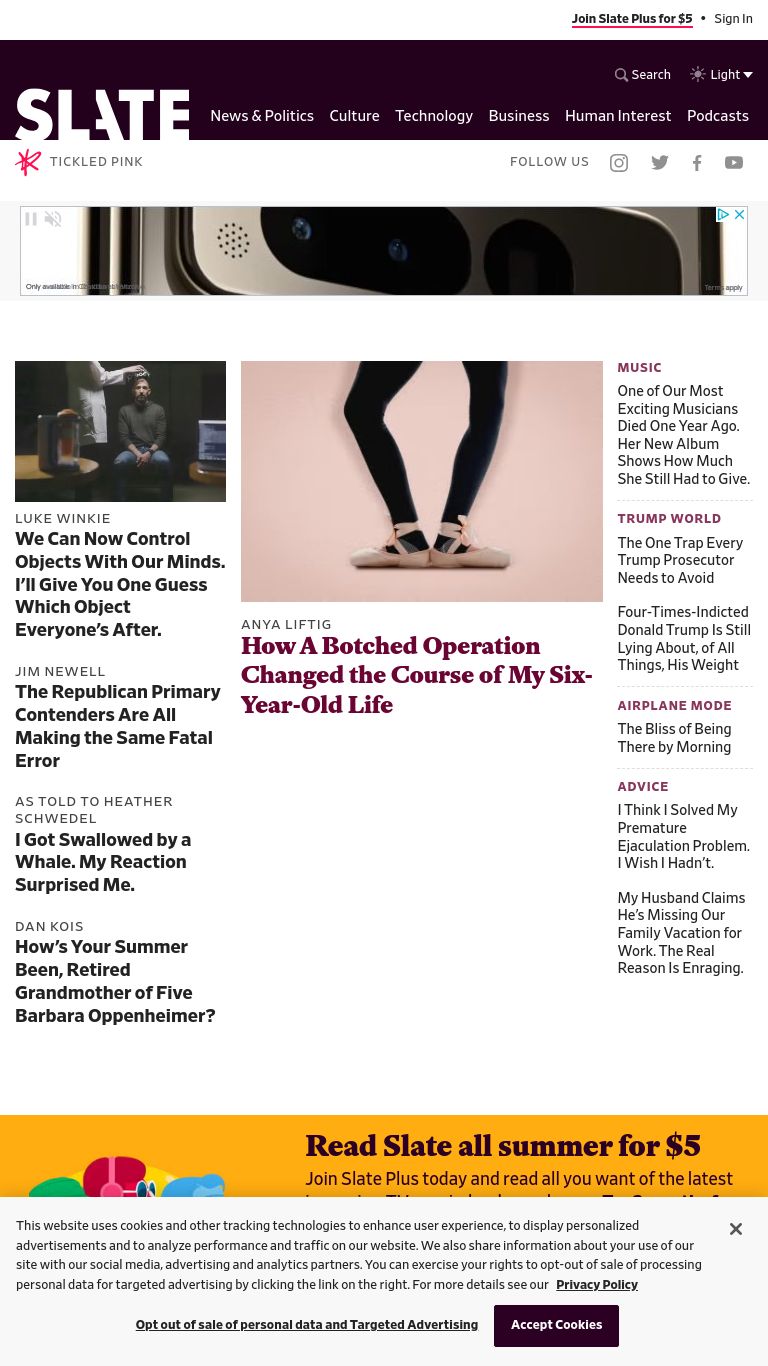 Join Slate Plus for $5 • Sign In
Search Light
SLATE
News & Politics Culture Technology Business Human Interest Podcasts
TICKLED PINK
FOLLOW US
Only available in
Terms apply
LUKE WINKIE
We Can Now Control
Objects With Our Minds.
I’ll Give You One Guess
Which Object
Everyone’s After.
JIM NEWELL
The Republican Primary
Contenders Are All
Making the Same Fatal
Error
AS TOLD TO HEATHER
SCHWEDEL
I Got Swallowed by a
Whale. My Reaction
Surprised Me.
DAN KOIS
How’s Your Summer
Been, Retired
Grandmother of Five
Barbara Oppenheimer?
ANYA LIFTIG
How A Botched Operation
Changed the Course of My Six-
Year-Old Life
MUSIC
One of Our Most
Exciting Musicians
Died One Year Ago.
Her New Album
Shows How Much
She Still Had to Give.
TRUMP WORLD
The One Trap Every
Trump Prosecutor
Needs to Avoid
Four-Times-Indicted
Donald Trump Is Still
Lying About, of All
Things, His Weight
AIRPLANE MODE
The Bliss of Being
There by Morning
ADVICE
I Think I Solved My
Premature
Ejaculation Problem.
I Wish I Hadn’t.
My Husband Claims
He’s Missing Our
Family Vacation for
Work. The Real
Reason Is Enraging.
Read Slate all summer for $5
Join Slate Plus today and read all you want of the latest
This website uses cookies and other tracking technologies to enhance user experience, to display personalized
advertisements and to analyze performance and traffic on our website. We also share information about your use of our
site with our social media, advertising and analytics partners. You can exercise your rights to opt-out of sale of processing
personal data for targeted advertising by clicking the link on the right. For more details see our Privacy Policy
Opt out of sale of personal data and Targeted Advertising
Accept Cookies